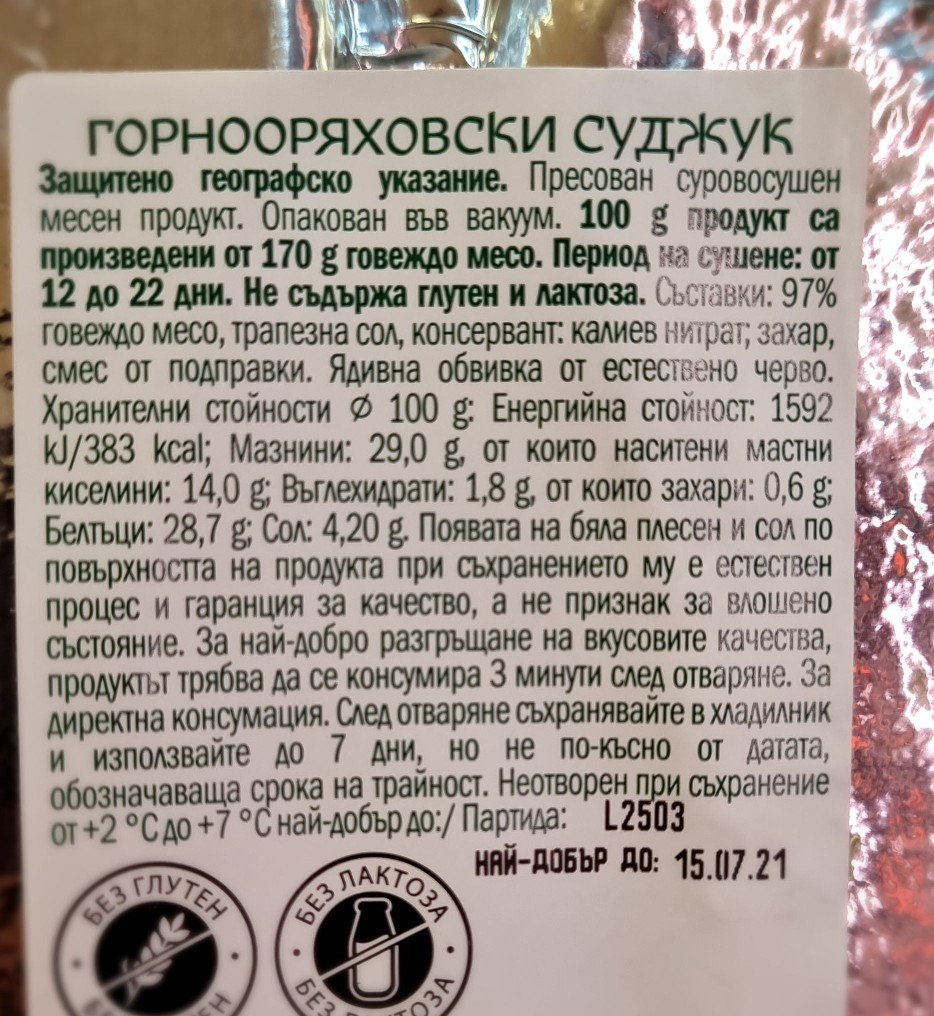 ГОРНООРЯХОВСКИ СУДЖУК
Защитено географско указание. Пресован суровосушен
месен продукт. Опакован във вакуум. 100 g продукт са
произведени от 170 g говеждо месо. Период на сушене: от
12 до 22 дни. Не съдържа глутен и лактоза. Съставки: 97%
говеждо месо, трапезна сол, консервант: калиев нитрат; захар,
смес от подправки. Ядивна обвивка от естествено черво.
Хранителни стойности Ø 100 g: Енергийна стойност: 1592
kJ/383 kcal; Мазнини: 29,0 g, от които наситени мастни
киселини: 14,0 g; Въглехидрати: 1,8 g, от които захари: 0,6 g;
Белтъци: 28,7 g; Сол: 4,20 g. Появата на бяла плесен и сол по
повърхността на продукта при съхранението му е естествен
процес и гаранция за качество, а не признак за влошено
състояние. За най-добро разгръщане на вкусовите качества,
продуктът трябва да се консумира 3 минути след отваряне. За
директна консумация. След отваряне съхранявайте в хладилник
и използвайте до 7 дни, но не по-късно от датата,
обозначаваща срока на трайност. Неотворен при съхранение
от +2 °C до +7 °C най-добър до:/ Партида: L2503
НАЙ-ДОБЪР ДО: 15.07.21
БЕЗ ГЛУТЕН
БЕЗ ЛАКТОЗА